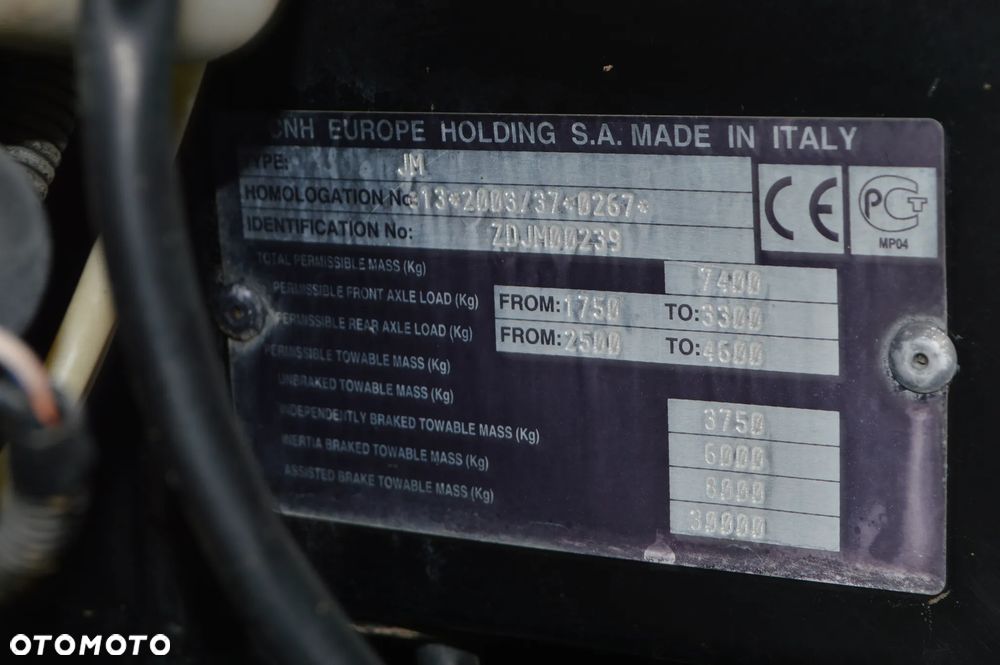 CNH EUROPE HOLDING S.A. MADE IN ITALY
TYPE: JM
HOMOLOGATION No: *2003/37*0267*
IDENTIFICATION No: ZDJM00239
CE
PCT
MP04
TOTAL PERMISSIBLE MASS (Kg) 7400
PERMISSIBLE FRONT AXLE LOAD (Kg) FROM: 1750 TO: 3300
PERMISSIBLE REAR AXLE LOAD (Kg) FROM: 2500 TO: 4600
PERMISSIBLE TOWABLE MASS (Kg)
UNBRAKED TOWABLE MASS (Kg) 3750
INDEPENDENTLY BRAKED TOWABLE MASS (Kg) 6000
INERTIA BRAKED TOWABLE MASS (Kg) 8000
ASSISTED BRAKE TOWABLE MASS (Kg)
OTOMOTO